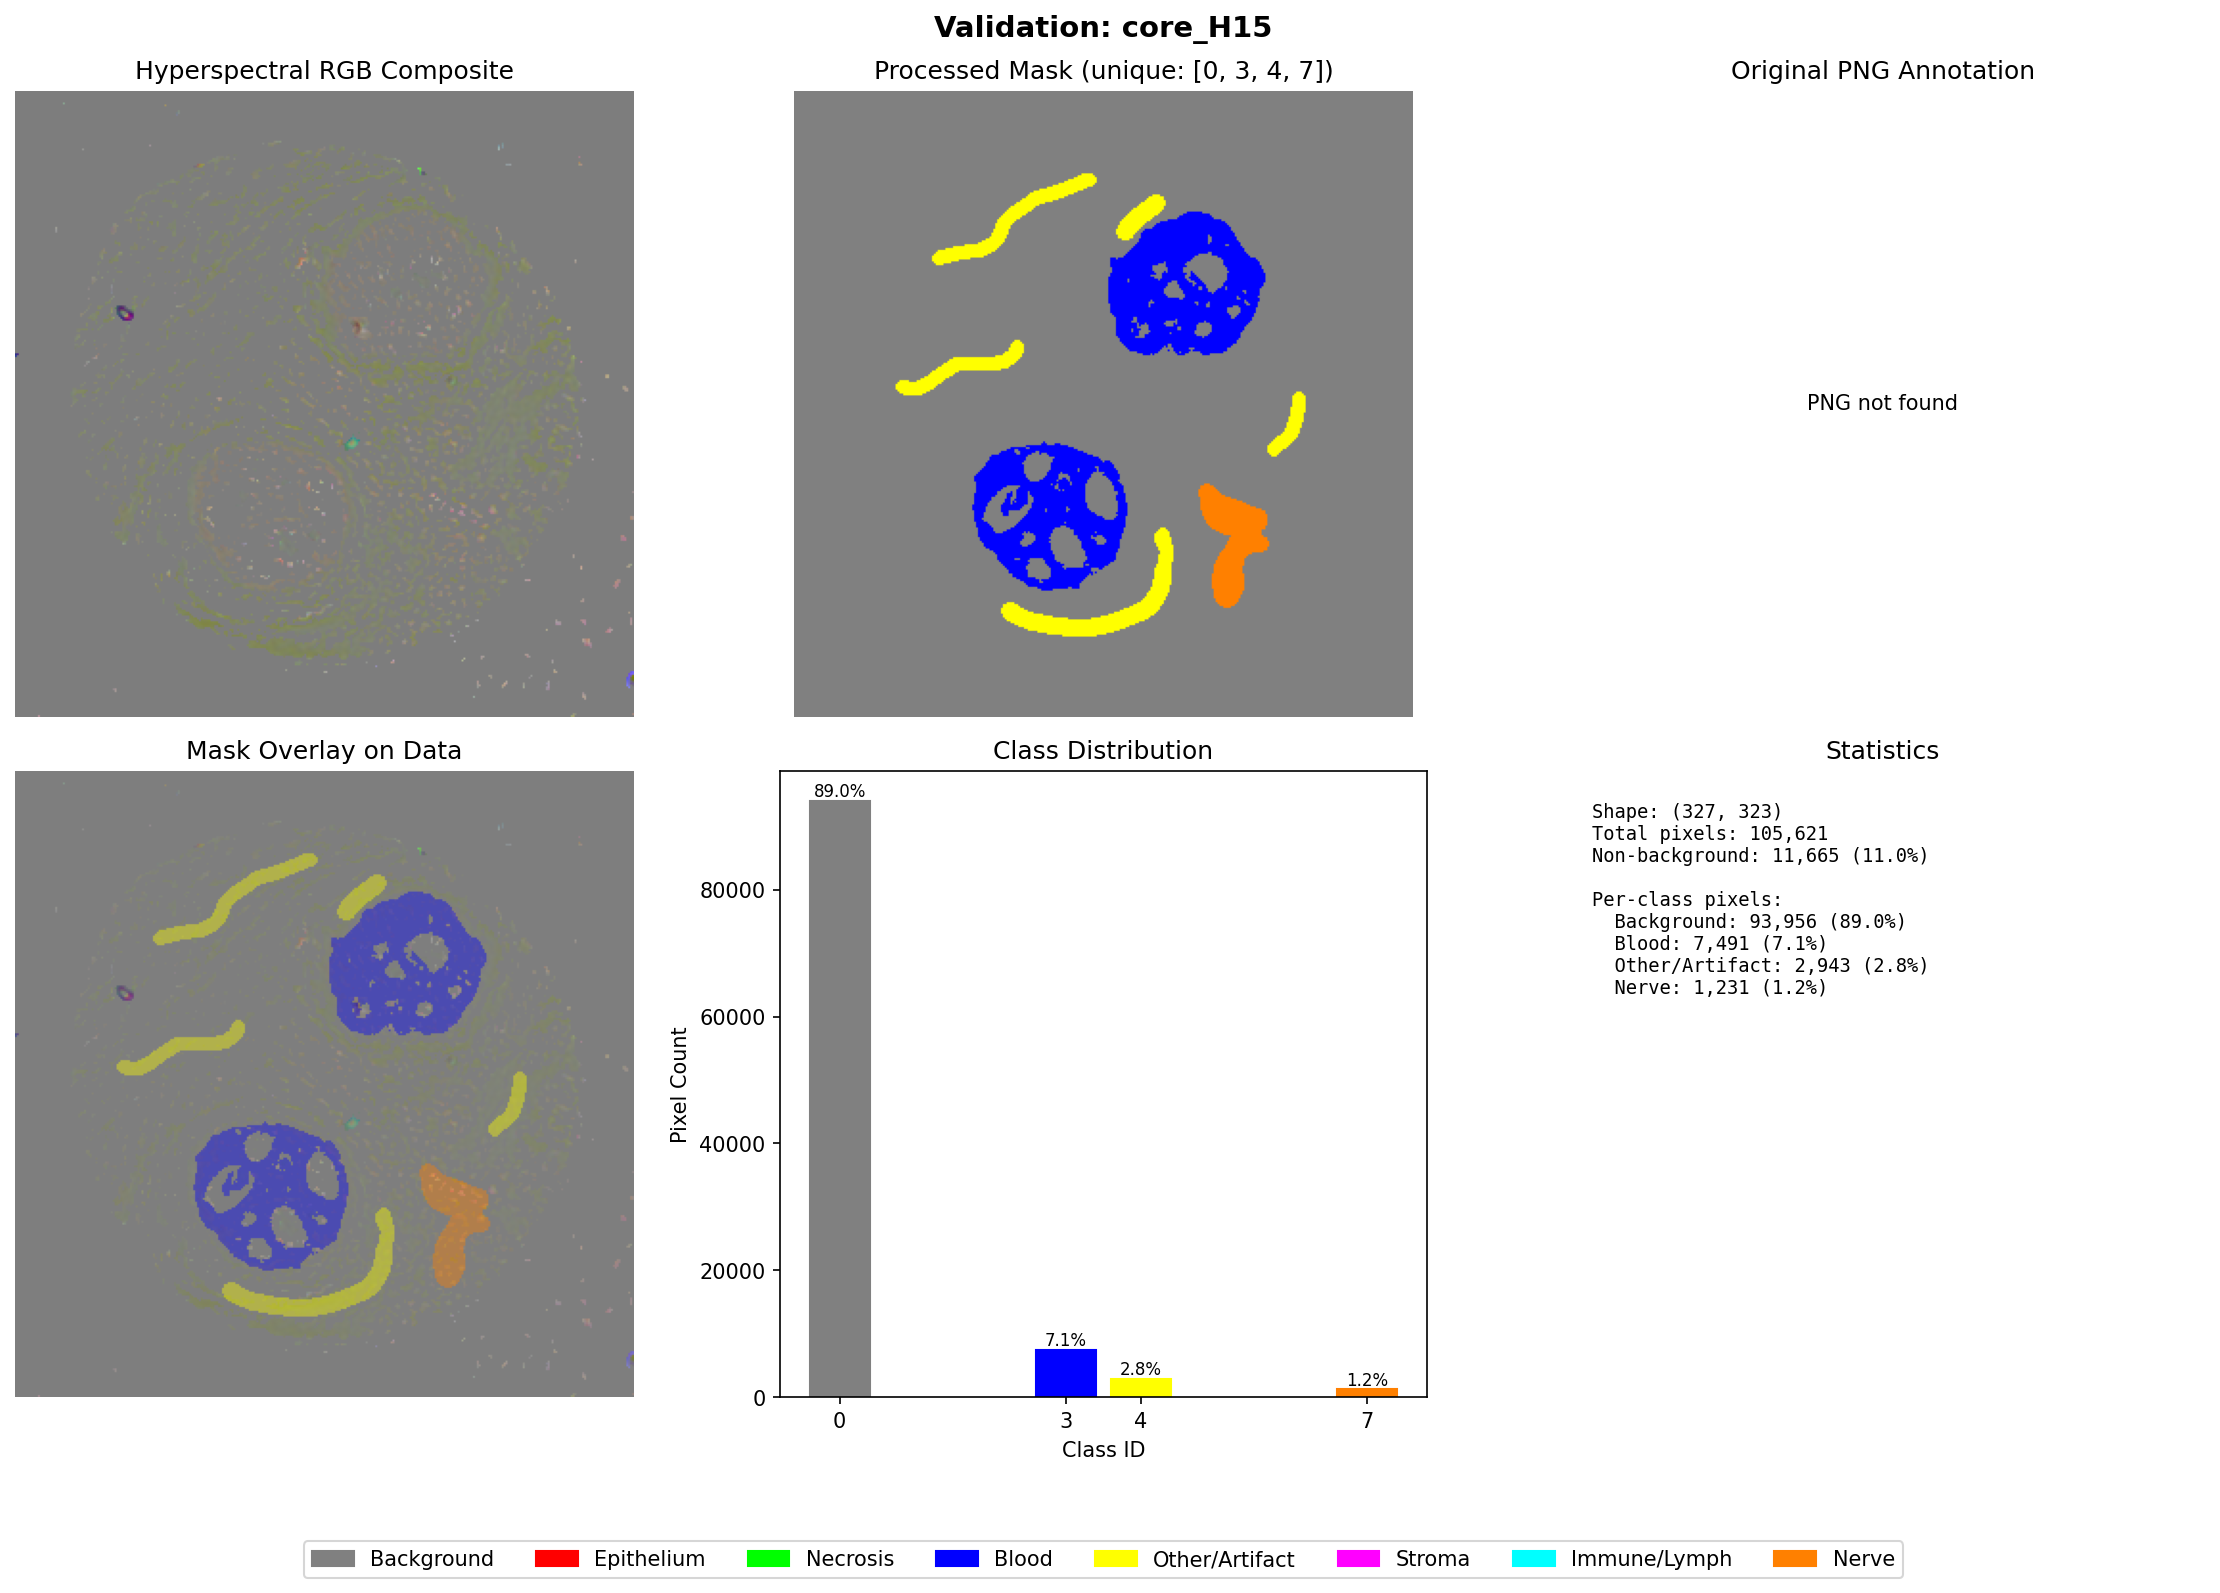 Validation: core_H15
Hyperspectral RGB Composite
Processed Mask (unique: [0, 3, 4, 7])
Original PNG Annotation
PNG not found
Mask Overlay on Data
Class Distribution
Statistics
89.0%
7.1%
2.8%
1.2%
80000
60000
40000
20000
0
Pixel Count
0 3 4 7
Class ID
Shape: (327, 323)
Total pixels: 105,621
Non-background: 11,665 (11.0%)
Per-class pixels:
Background: 93,956 (89.0%)
Blood: 7,491 (7.1%)
Other/Artifact: 2,943 (2.8%)
Nerve: 1,231 (1.2%)
Background Epithelium Necrosis Blood Other/Artifact Stroma Immune/Lymph Nerve